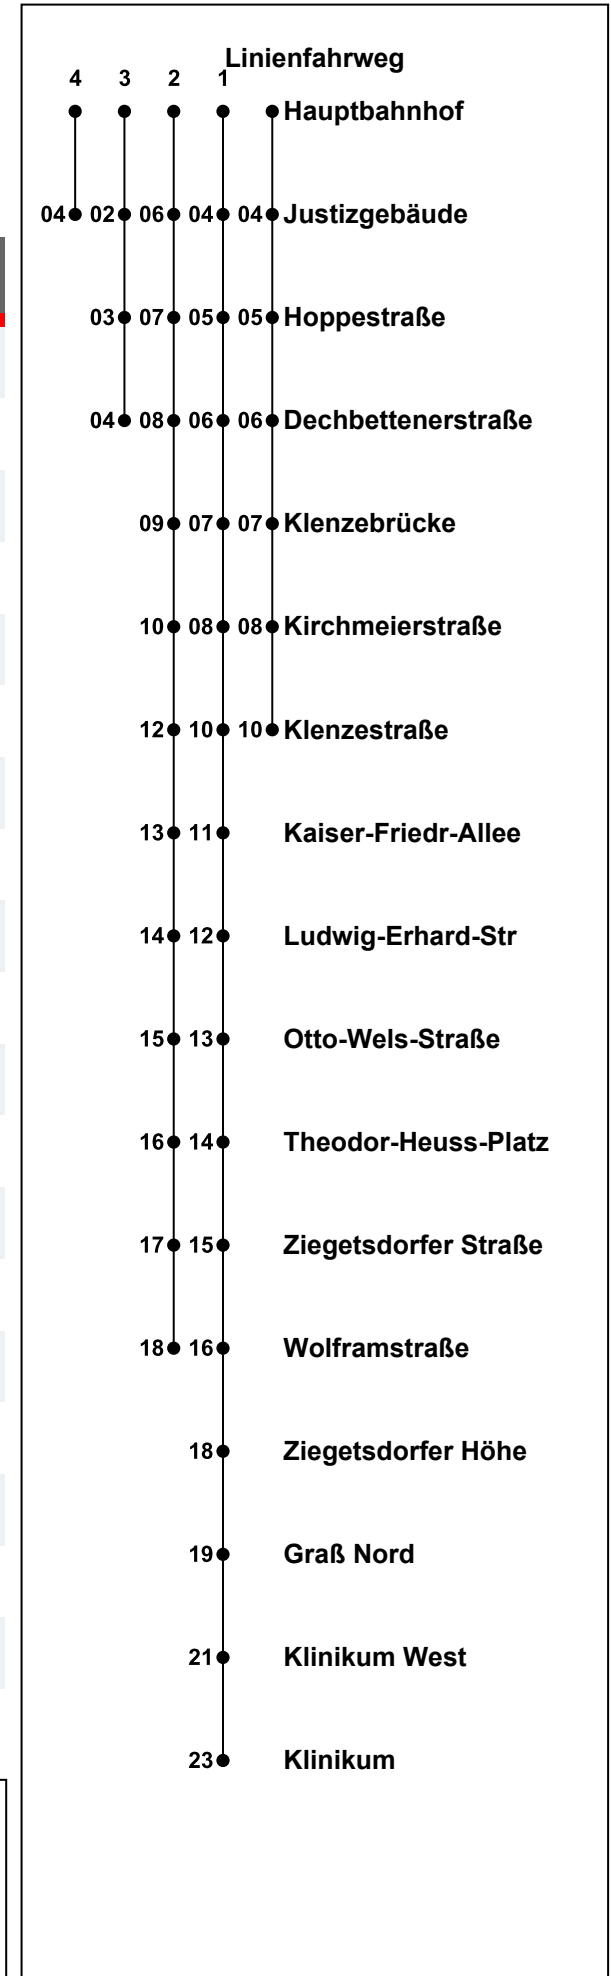 Linienfahrweg
4 3 2 1
Hauptbahnhof
04 02 06 04 04 Justizgebäude
03 07 05 05 Hoppestraße
04 08 06 06 Dechbettenerstraße
09 07 07 Klenzebrücke
10 08 08 Kirchmeierstraße
12 10 10 Klenzestraße
13 11 Kaiser-Friedr-Allee
14 12 Ludwig-Erhard-Str
15 13 Otto-Wels-Straße
16 14 Theodor-Heuss-Platz
17 15 Ziegetsdorfer Straße
18 16 Wolframstraße
18 Ziegetsdorfer Höhe
19 Graß Nord
21 Klinikum West
23 Klinikum